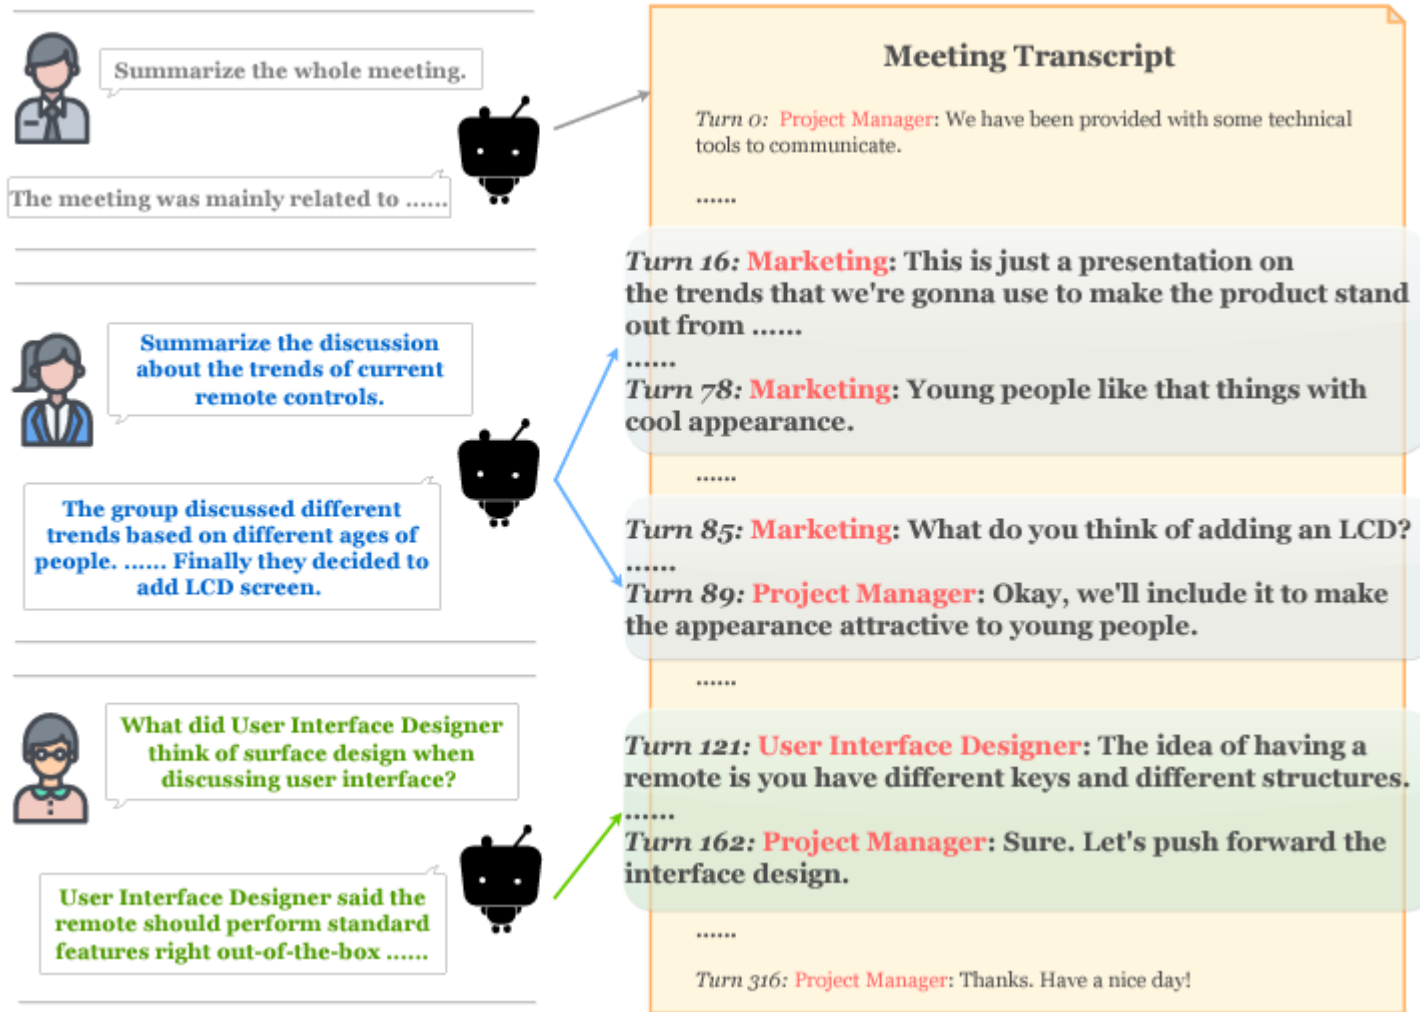 Summarize the whole meeting.
The meeting was mainly related to ......
Summarize the discussion
about the trends of current
remote controls.
The group discussed different
trends based on different ages of
people. ...... Finally they decided to
add LCD screen.
What did User Interface Designer
think of surface design when
discussing user interface?
User Interface Designer said the
remote should perform standard
features right out-of-the-box ......
Meeting Transcript
Turn 0: Project Manager: We have been provided with some technical
tools to communicate.
......
Turn 16: Marketing: This is just a presentation on
the trends that we're gonna use to make the product stand
out from ......
......
Turn 78: Marketing: Young people like that things with
cool appearance.
......
Turn 85: Marketing: What do you think of adding an LCD?
......
Turn 89: Project Manager: Okay, we'll include it to make
the appearance attractive to young people.
......
Turn 121: User Interface Designer: The idea of having a
remote is you have different keys and different structures.
......
Turn 162: Project Manager: Sure. Let's push forward the
interface design.
......
Turn 316: Project Manager: Thanks. Have a nice day!